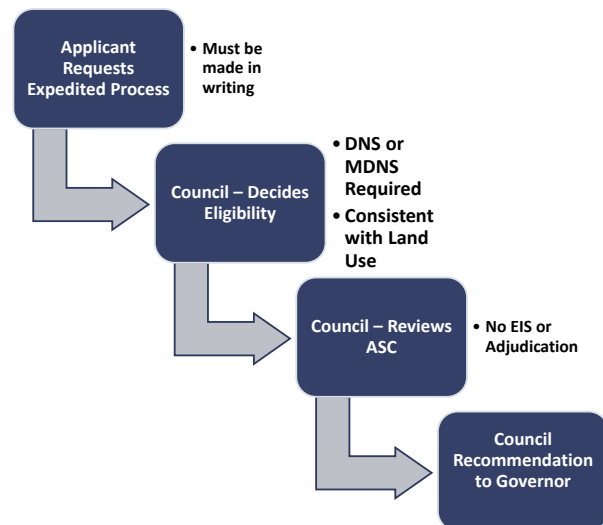 Applicant
Requests
Expedited Process
• Must be
made in
writing
Council – Decides
Eligibility
• DNS or
MDNS
Required
• Consistent
with Land
Use
Council – Reviews
ASC
• No EIS or
Adjudication
Council
Recommendation
to Governor